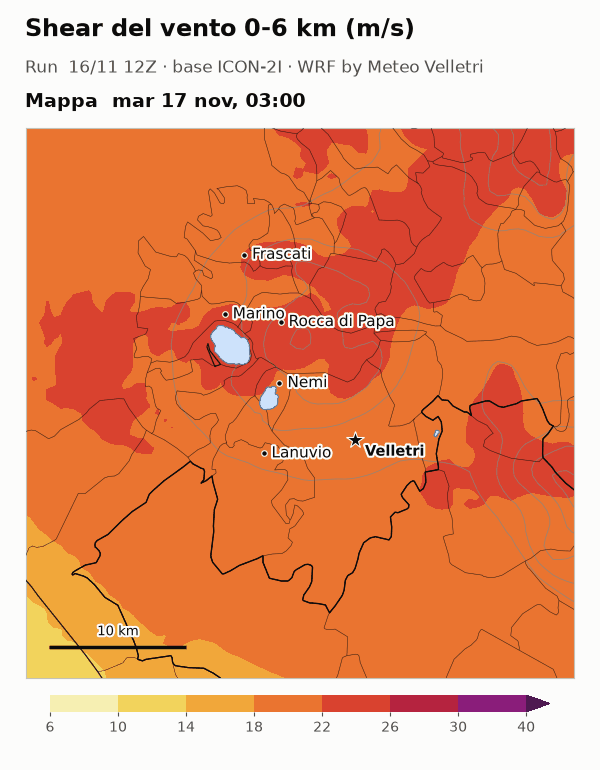 Shear del vento 0-6 km (m/s)
Run  16/11 12Z · base ICON-2I · WRF by Meteo Velletri
Mappa  mar 17 nov, 03:00
Frascati
Marino
Rocca di Papa
Nemi
Velletri
Lanuvio
10 km
6 10 14 18 22 26 30 40